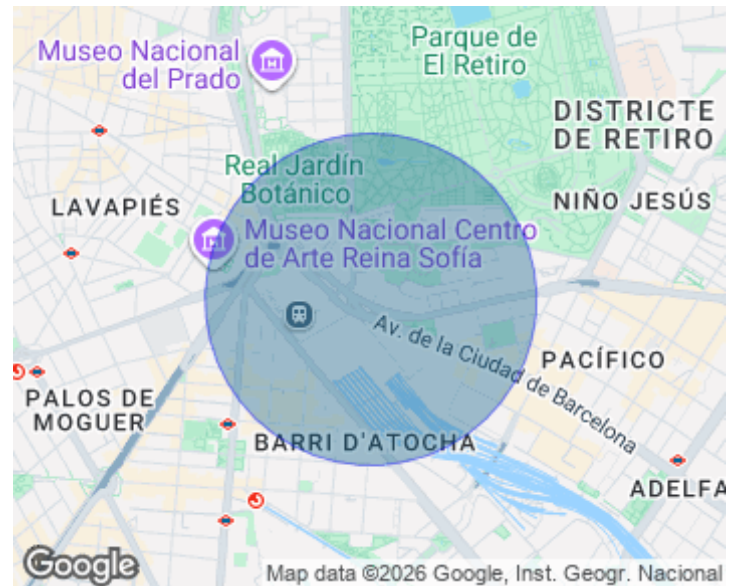 Museo Nacional
del Prado
Parque de
El Retiro
DISTRICTE
DE RETIRO
Real Jardín
Botánico
LAVAPIÉS
NIÑO JESÚS
Museo Nacional Centro
de Arte Reina Sofía
Av. de la Ciudad de Barcelona
PACÍFICO
PALOS DE
MOGUER
BARRI D'ATOCHA
ADELFA
Google
Map data ©2026 Google, Inst. Geogr. Nacional